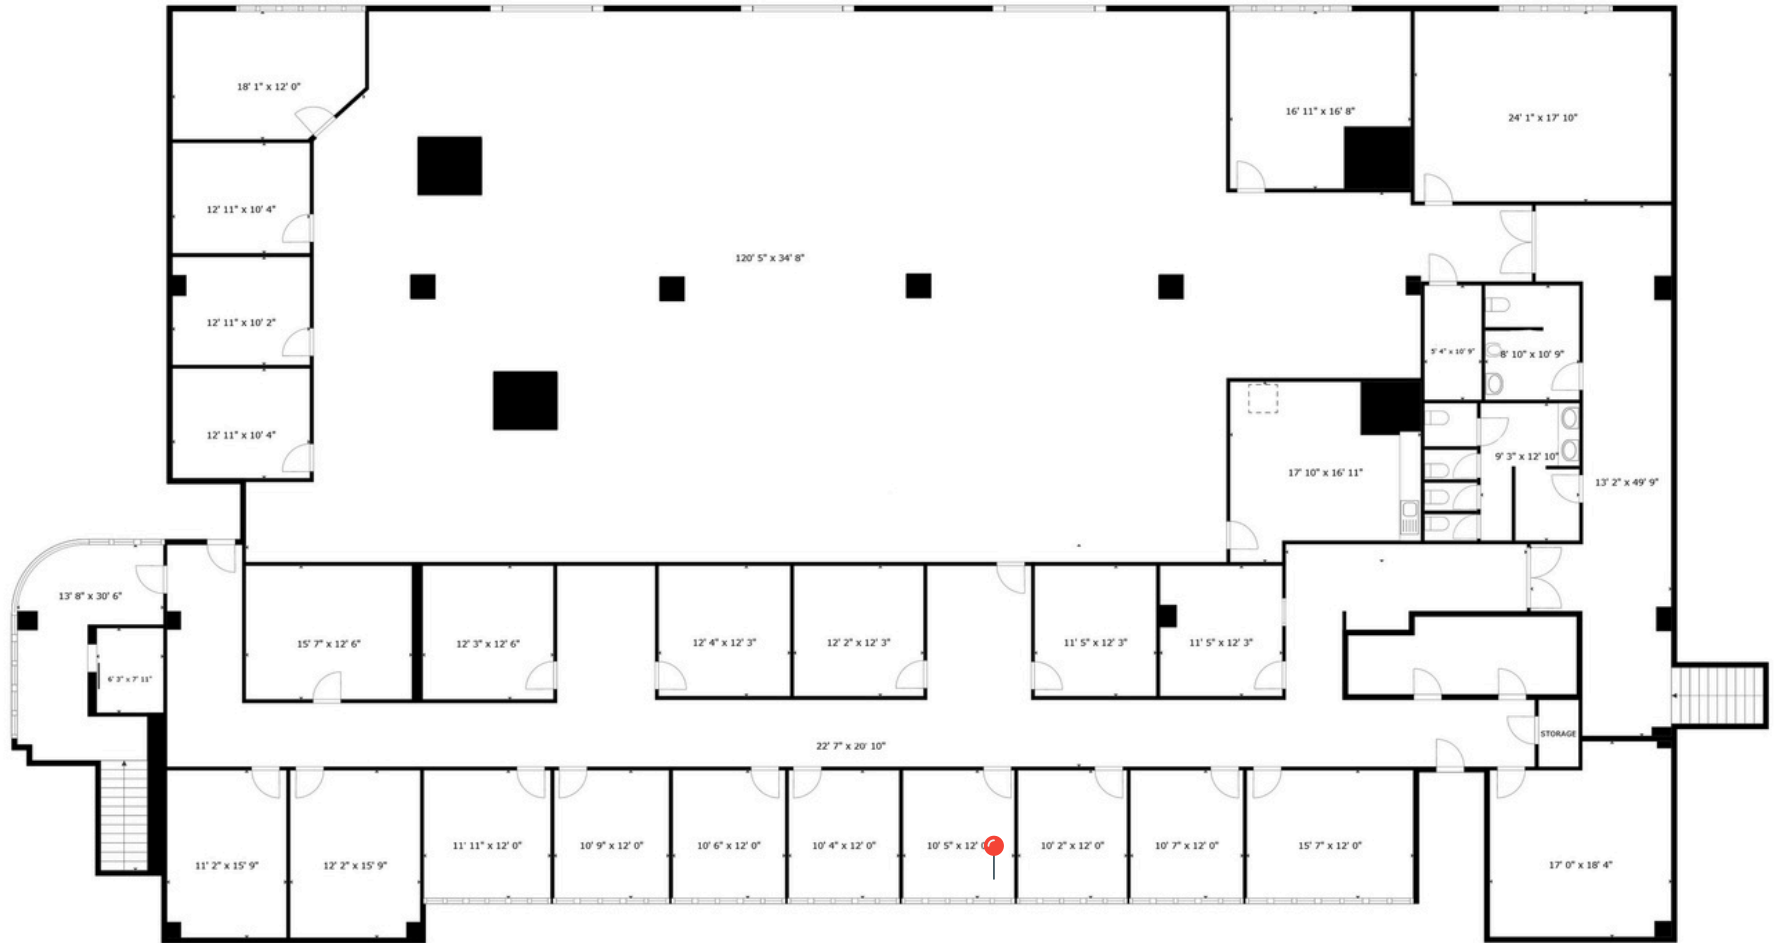 18' 1" x 12' 0"
16' 11" x 16' 8"
24' 1" x 17' 10"
12' 11" x 10' 4"
120' 5" x 34' 8"
12' 11" x 10' 2"
5' 4" x 10' 9"
8' 10" x 10' 9"
12' 11" x 10' 4"
9' 3" x 12' 10"
17' 10" x 16' 11"
13' 2" x 49' 9"
13' 8" x 30' 6"
15' 7" x 12' 6"
12' 3" x 12' 6"
12' 4" x 12' 3"
12' 2" x 12' 3"
11' 5" x 12' 3"
11' 5" x 12' 3"
6' 3" x 7' 11"
STORAGE
22' 7" x 20' 10"
11' 11" x 12' 0"
10' 9" x 12' 0"
10' 6" x 12' 0"
10' 4" x 12' 0"
10' 5" x 12'
10' 2" x 12' 0"
10' 7" x 12' 0"
15' 7" x 12' 0"
11' 2" x 15' 9"
12' 2" x 15' 9"
17' 0" x 18' 4"